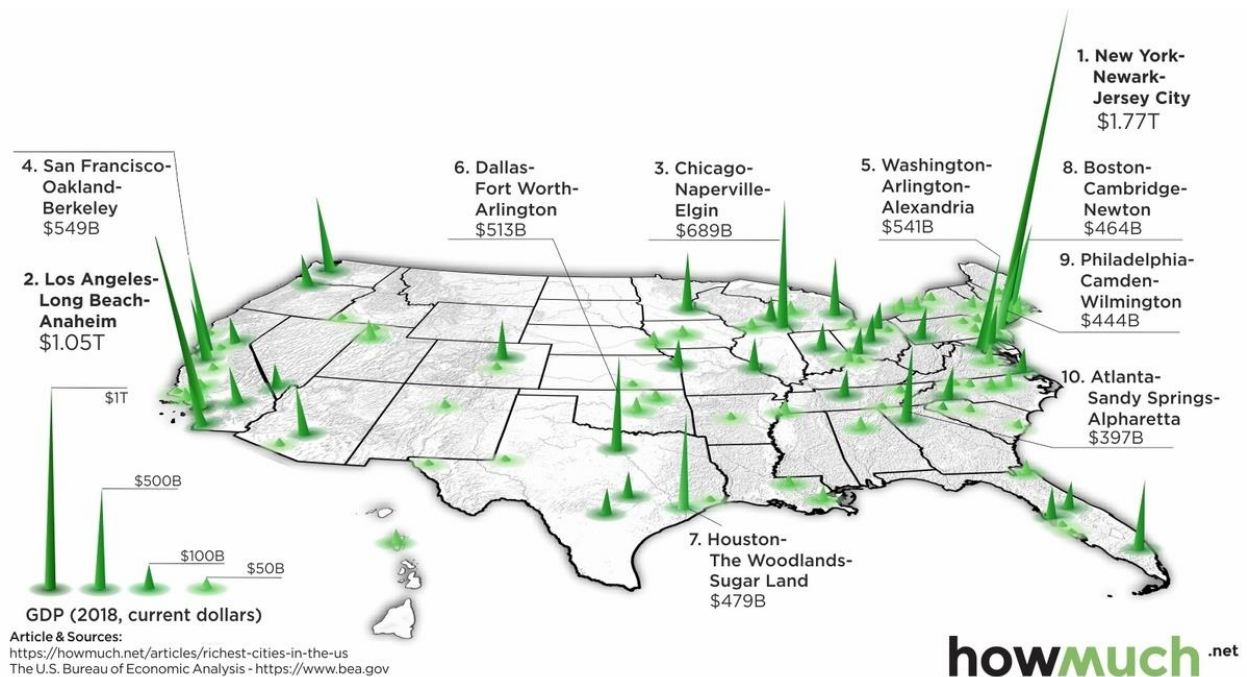 1. New York-
Newark-
Jersey City
$1.77T
4. San Francisco-
Oakland-
Berkeley
$549B
6. Dallas-
Fort Worth-
Arlington
$513B
3. Chicago-
Naperville-
Elgin
$689B
5. Washington-
Arlington-
Alexandria
$541B
8. Boston-
Cambridge-
Newton
$464B
2. Los Angeles-
Long Beach-
Anaheim
$1.05T
9. Philadelphia-
Camden-
Wilmington
$444B
10. Atlanta-
Sandy Springs-
Alpharetta
$397B
$1T
$500B
$100B
$50B
7. Houston-
The Woodlands-
Sugar Land
$479B
GDP (2018, current dollars)
Article & Sources:
https://howmuch.net/articles/richest-cities-in-the-us
The U.S. Bureau of Economic Analysis - https://www.bea.gov
howmuch.net